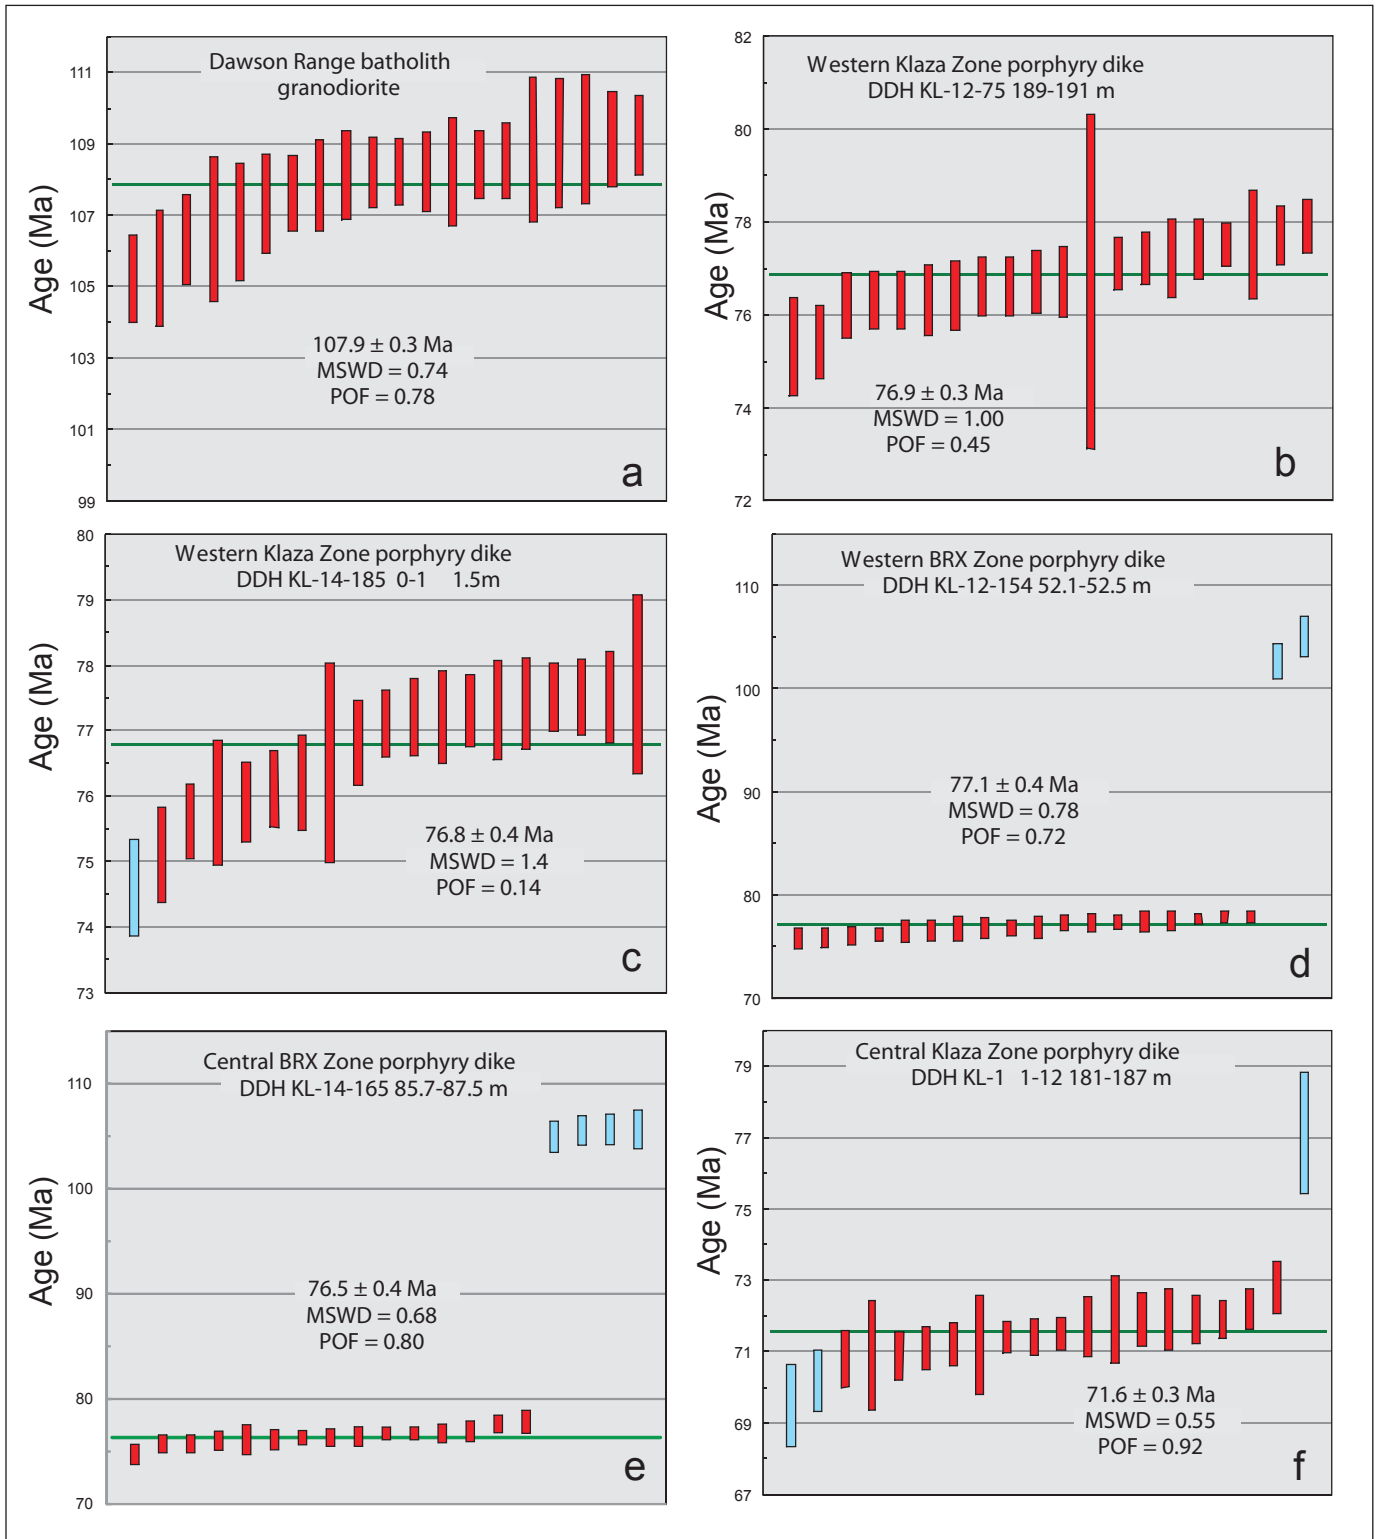 Dawson Range batholith
granodiorite
Age (Ma)
111
109
107
105
103
101
99
107.9 ± 0.3 Ma
MSWD = 0.74
POF = 0.78
a
Western Klaza Zone porphyry dike
DDH KL-12-75 189-191 m
Age (Ma)
82
80
78
76
74
72
76.9 ± 0.3 Ma
MSWD = 1.00
POF = 0.45
b
Western Klaza Zone porphyry dike
DDH KL-14-185 0-1 1.5m
Age (Ma)
80
79
78
77
76
75
74
73
76.8 ± 0.4 Ma
MSWD = 1.4
POF = 0.14
c
Western BRX Zone porphyry dike
DDH KL-12-154 52.1-52.5 m
Age (Ma)
110
100
90
80
70
77.1 ± 0.4 Ma
MSWD = 0.78
POF = 0.72
d
Central BRX Zone porphyry dike
DDH KL-14-165 85.7-87.5 m
Age (Ma)
110
100
90
80
70
76.5 ± 0.4 Ma
MSWD = 0.68
POF = 0.80
e
Central Klaza Zone porphyry dike
DDH KL-1 1-12 181-187 m
Age (Ma)
79
77
75
73
71
69
67
71.6 ± 0.3 Ma
MSWD = 0.55
POF = 0.92
f